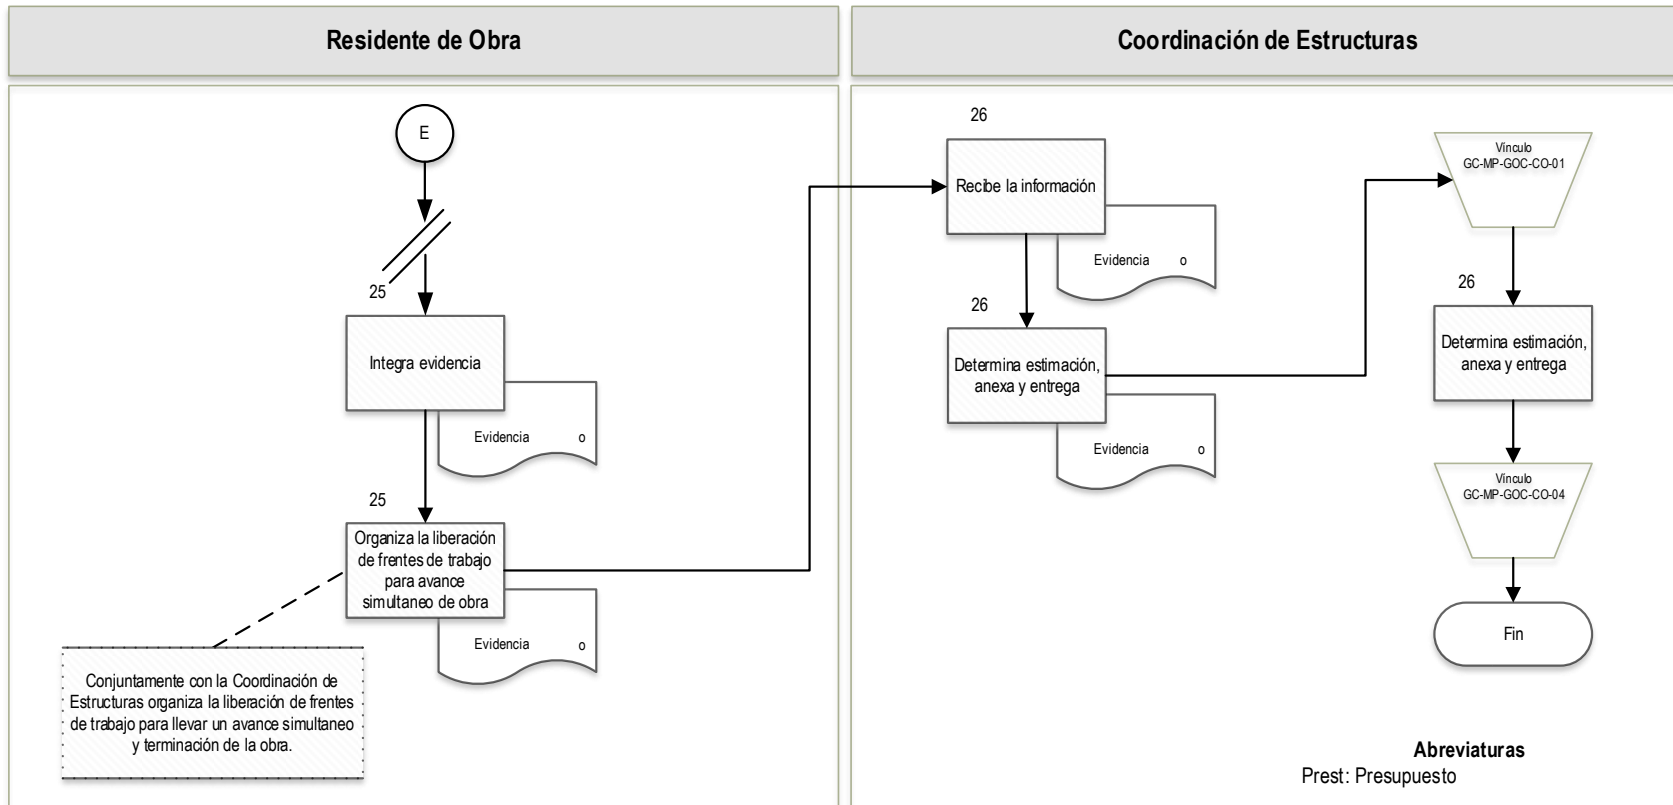 Residente de Obra
Coordinación de Estructuras
E
25
Integra evidencia
Evidencia o
25
Organiza la liberación
de frentes de trabajo
para avance
simultaneo de obra
Evidencia o
Conjuntamente con la Coordinación de
Estructuras organiza la liberación de frentes
de trabajo para llevar un avance simultaneo
y terminación de la obra.
26
Recibe la información
Evidencia o
26
Determina estimación,
anexa y entrega
Evidencia o
Vínculo
GC-MP-GOC-CO-01
26
Determina estimación,
anexa y entrega
Vínculo
GC-MP-GOC-CO-04
Fin
Abreviaturas
Prest: Presupuesto